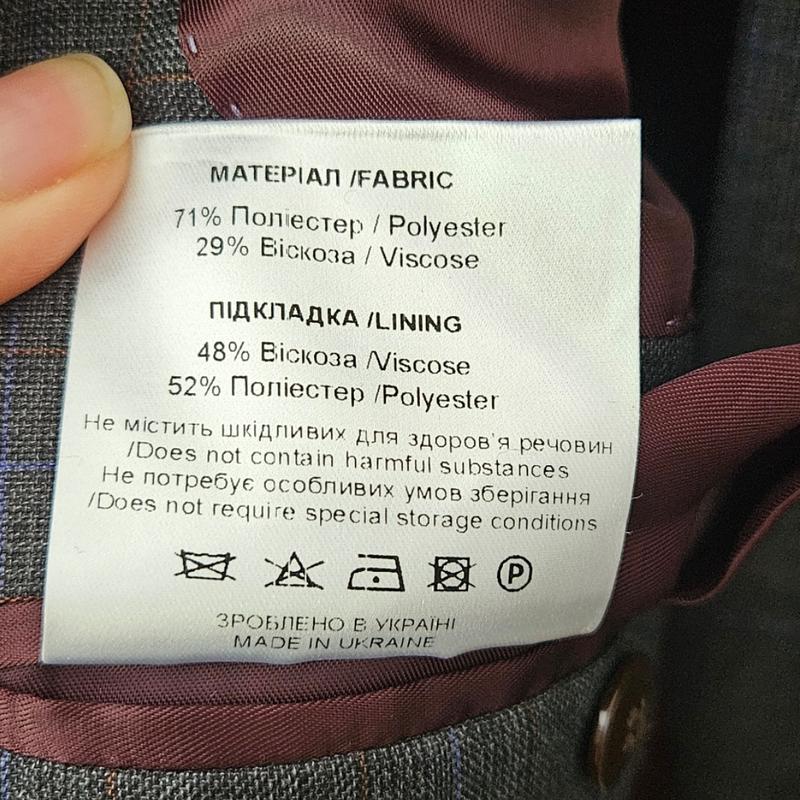 МАТЕРІАЛ /FABRIC
71% Поліестер / Polyester
29% Віскоза / Viscose
ПІДКЛАДКА /LINING
48% Віскоза /Viscose
52% Поліестер /Polyester
Не містить шкідливих для здоров'я речовин
/Does not contain harmful substances
Не потребує особливих умов зберігання
/Does not require special storage conditions
P
ЗРОБЛЕНО В УКРАЇНІ
MADE IN UKRAINE